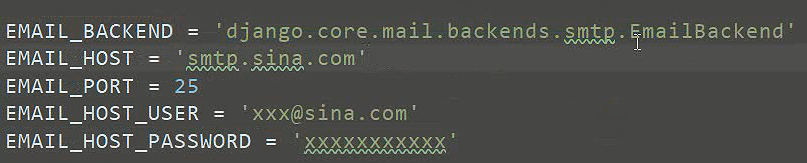 EMAIL_BACKEND = 'django.core.mail.backends.smtp.EmailBackend'
EMAIL_HOST = 'smtp.sina.com'
EMAIL_PORT = 25
EMAIL_HOST_USER = 'xxx@sina.com'
EMAIL_HOST_PASSWORD = 'xxxxxxxxxxx'